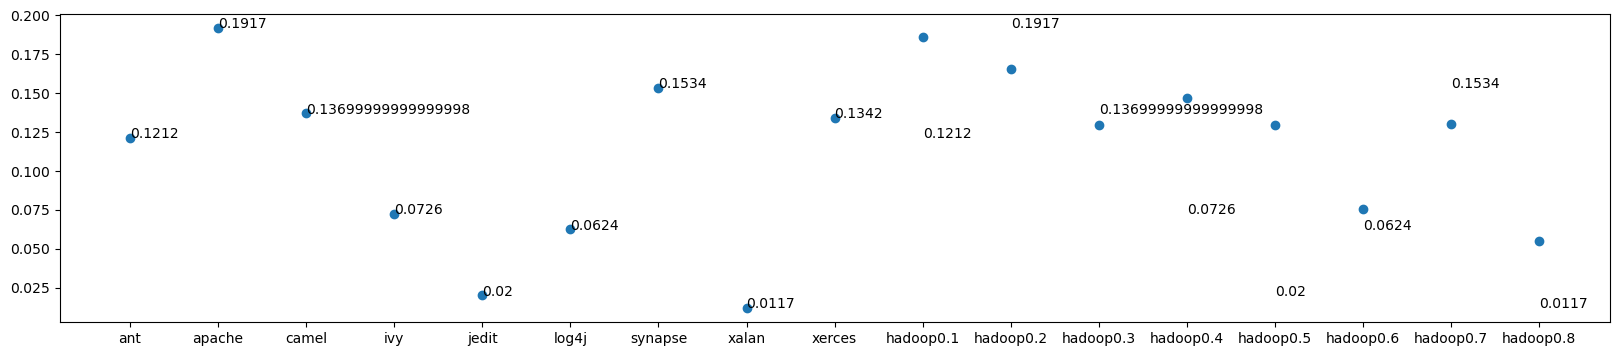 0.200
0.1917 0.1917
0.175
0.150 0.1534 0.1534
0.13699999999999998 0.1342 0.13699999999999998
0.125 0.1212 0.1212
0.100
0.075 0.0726 0.0726
0.0624 0.0624
0.050
0.025 0.02 0.02
0.0117 0.0117
ant apache camel ivy jedit log4j synapse xalan xerces hadoop0.1 hadoop0.2 hadoop0.3 hadoop0.4 hadoop0.5 hadoop0.6 hadoop0.7 hadoop0.8